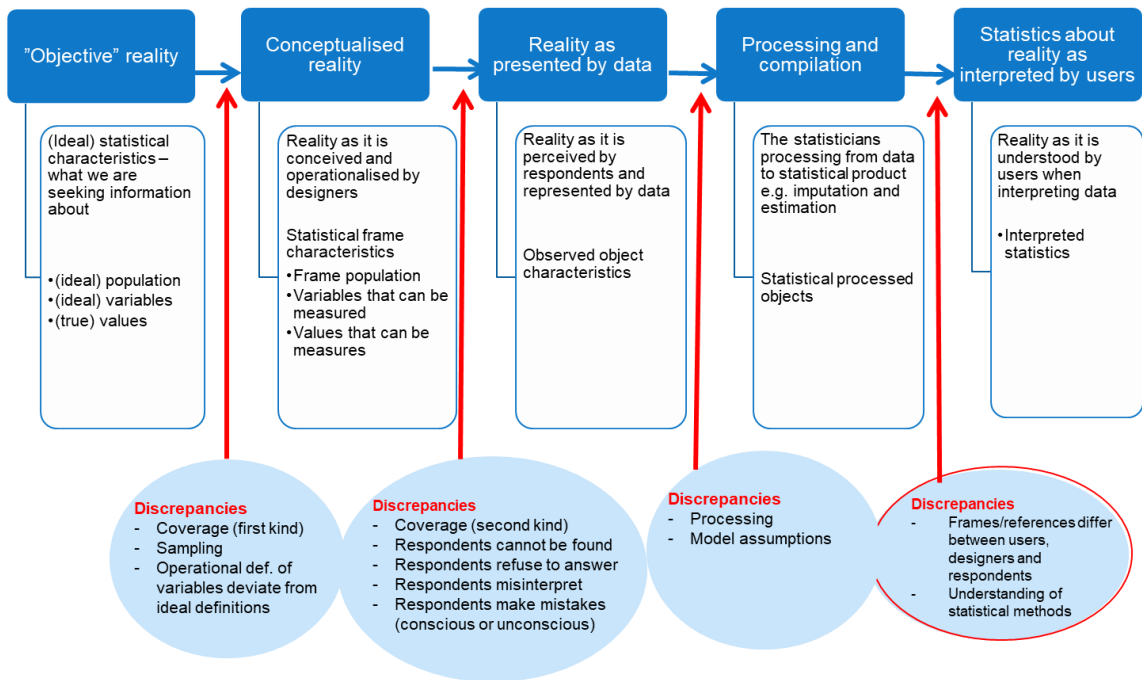 "Objective" reality
Conceptualised
reality
Reality as
presented by data
Processing and
compilation
Statistics about
reality as
interpreted by users
(Ideal) statistical
characteristics –
what we are
seeking information
about
•(ideal) population
•(ideal) variables
•(true) values
Reality as it is
conceived and
operationalised by
designers
Statistical frame
characteristics
•Frame population
•Variables that can be
measured
•Values that can be
measures
Reality as it is
perceived by
respondents and
represented by data
Observed object
characteristics
The statisticians
processing from data
to statistical product
e.g. imputation and
estimation
Statistical processed
objects
Reality as it is
understood by
users when
interpreting data
•Interpreted
statistics
Discrepancies
- Coverage (first kind)
- Sampling
- Operational def. of
variables deviate from
ideal definitions
Discrepancies
- Coverage (second kind)
- Respondents cannot be found
- Respondents refuse to answer
- Respondents misinterpret
- Respondents make mistakes
(conscious or unconscious)
Discrepancies
- Processing
- Model assumptions
Discrepancies
- Frames/references differ
between users,
designers and
respondents
- Understanding of
statistical methods